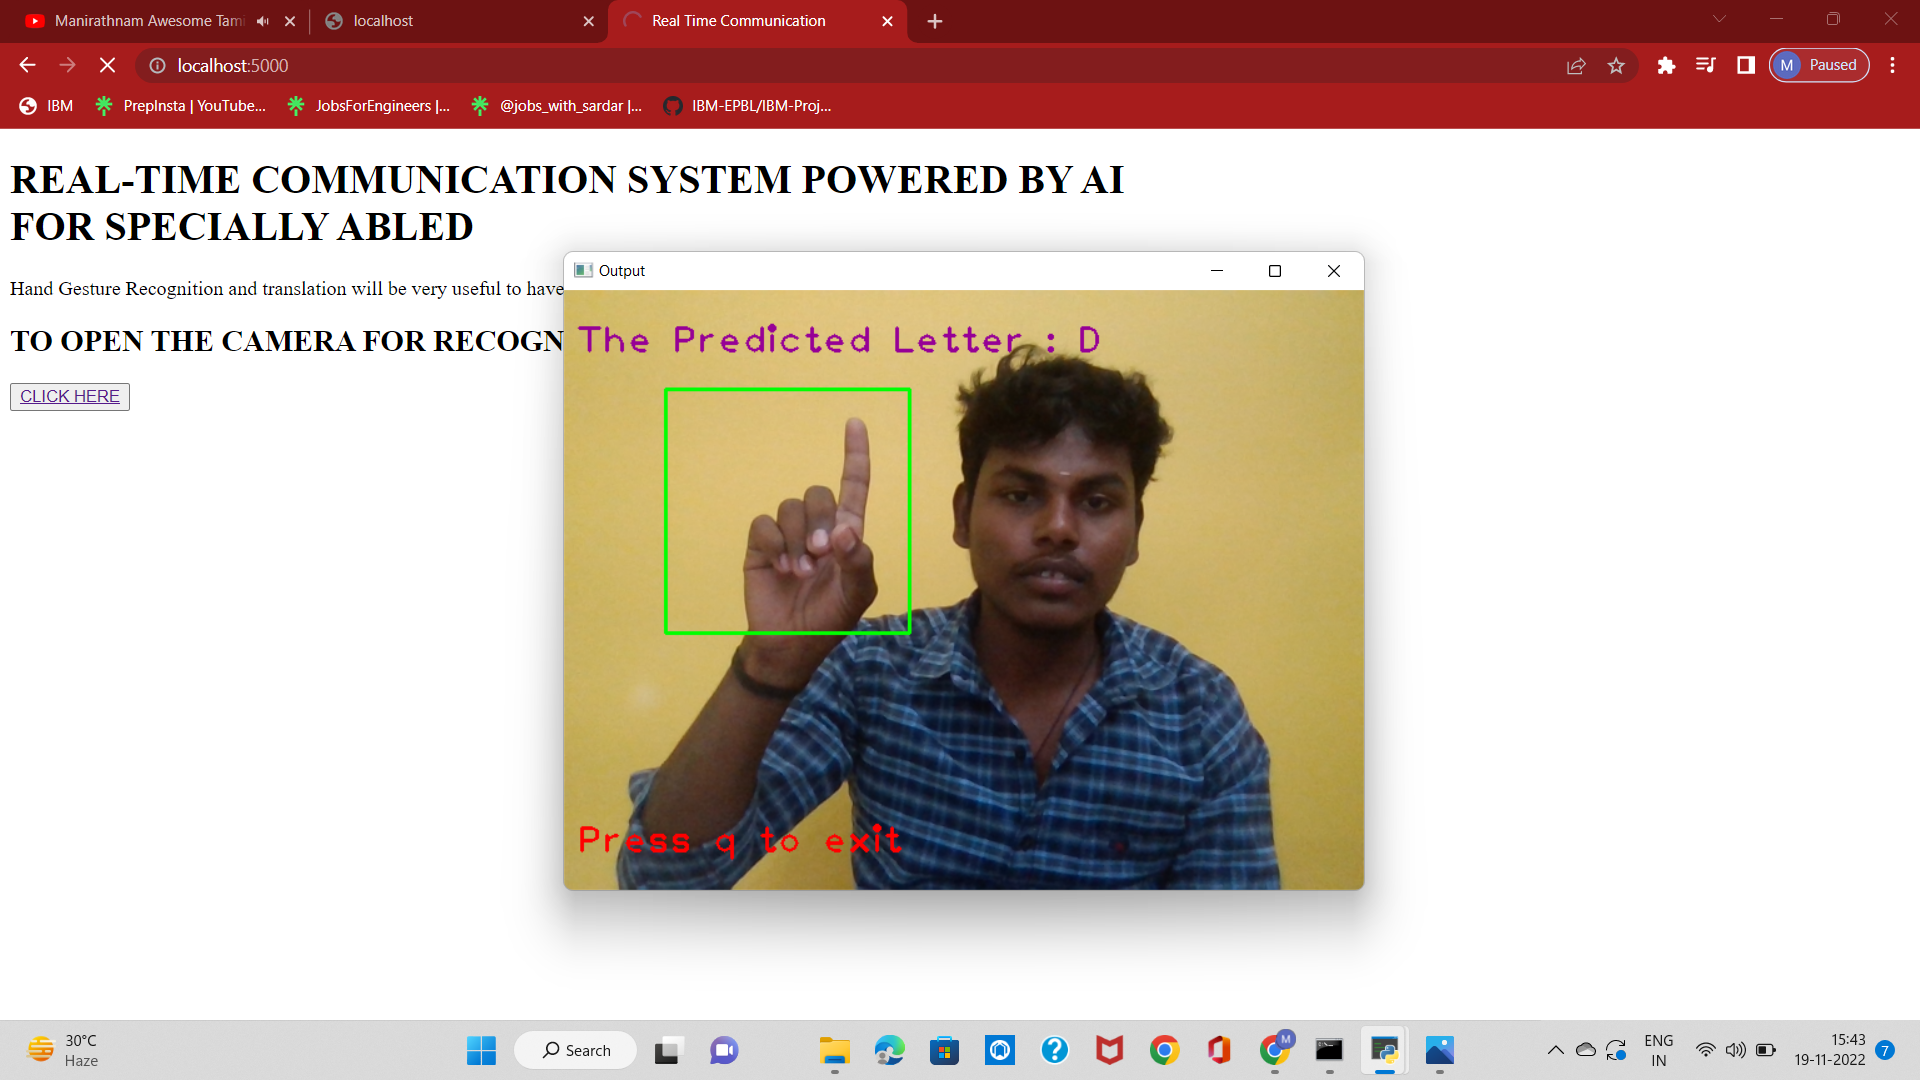 Manirathnam Awesome Tami
localhost
Real Time Communication
localhost:5000
M Paused
IBM
PrepInsta | YouTube...
JobsForEngineers |...
@jobs_with_sardar |...
IBM-EPBL/IBM-Proj...
REAL-TIME COMMUNICATION SYSTEM POWERED BY AI
FOR SPECIALLY ABLED
Hand Gesture Recognition and translation will be very useful to have
TO OPEN THE CAMERA FOR RECOGN
CLICK HERE
Output
The Predicted Letter : D
Press q to exit
30°C
Haze
Search
M
ENG
IN
15:43
19-11-2022
7